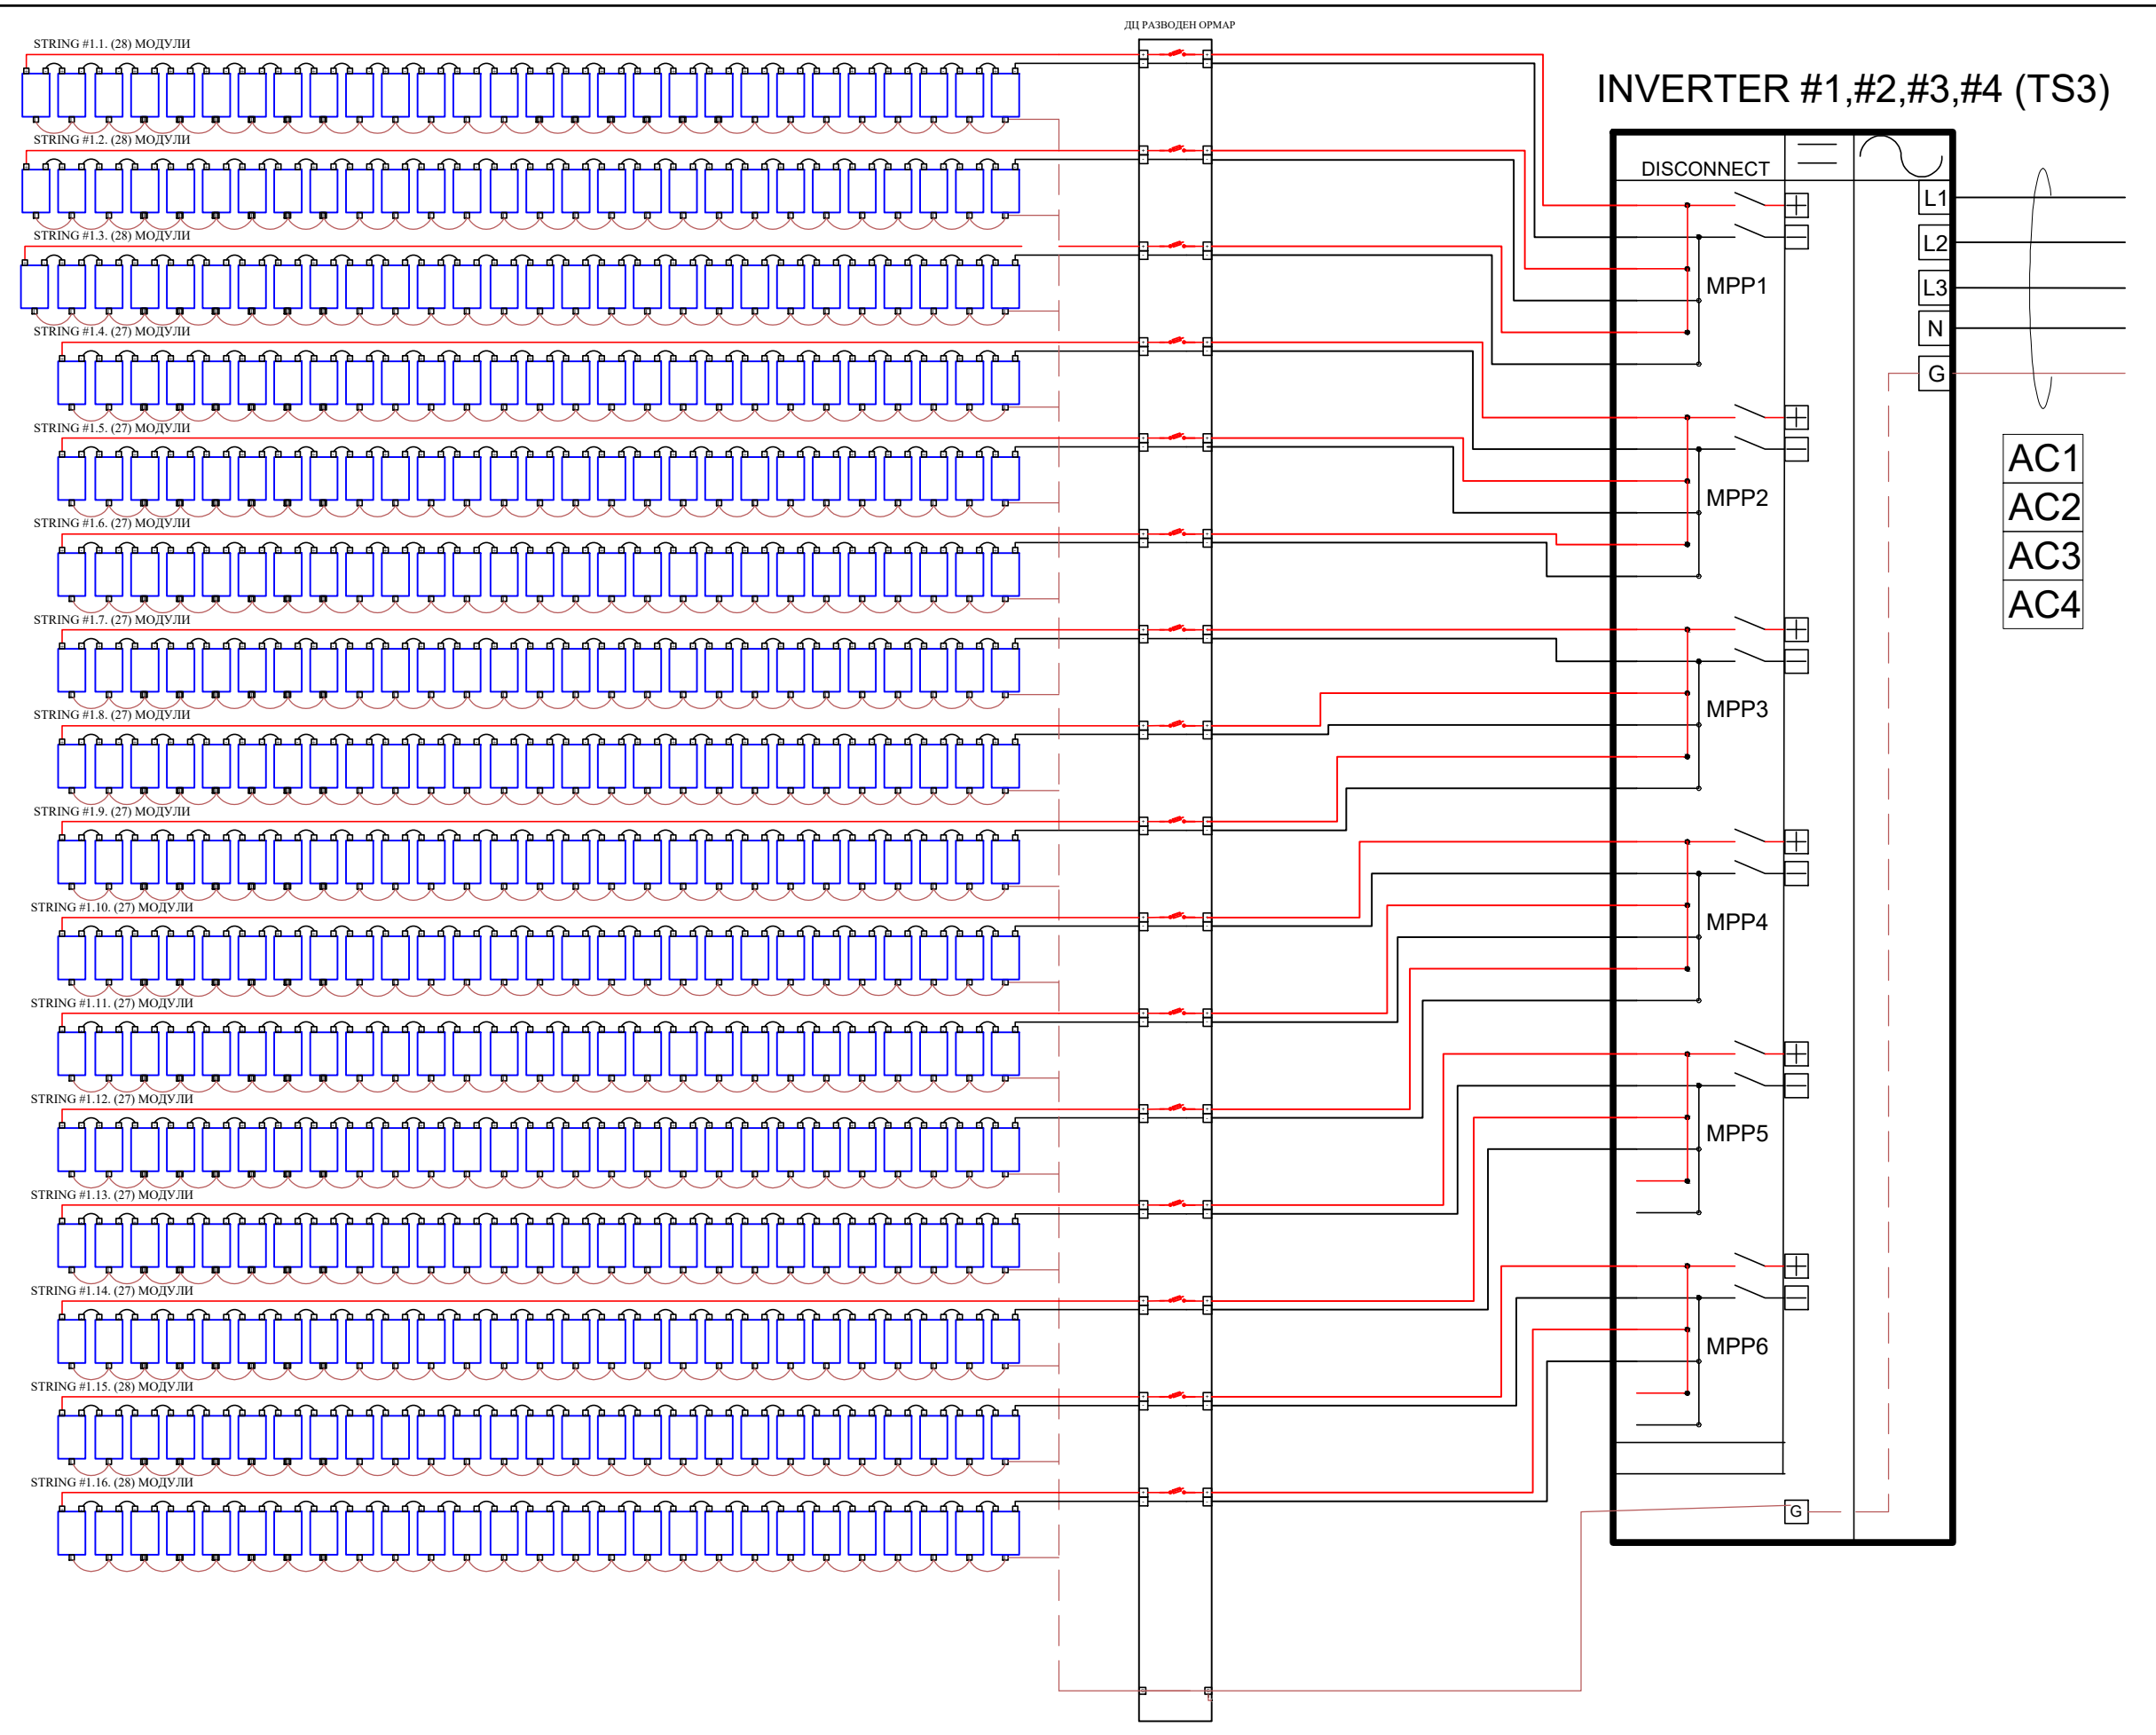 ДЦ РАЗВОДЕН ОРМАР
STRING #1.1. (28) МОДУЛИ
STRING #1.2. (28) МОДУЛИ
STRING #1.3. (28) МОДУЛИ
STRING #1.4. (27) МОДУЛИ
STRING #1.5. (27) МОДУЛИ
STRING #1.6. (27) МОДУЛИ
STRING #1.7. (27) МОДУЛИ
STRING #1.8. (27) МОДУЛИ
STRING #1.9. (27) МОДУЛИ
STRING #1.10. (27) МОДУЛИ
STRING #1.11. (27) МОДУЛИ
STRING #1.12. (27) МОДУЛИ
STRING #1.13. (27) МОДУЛИ
STRING #1.14. (27) МОДУЛИ
STRING #1.15. (28) МОДУЛИ
STRING #1.16. (28) МОДУЛИ
INVERTER #1,#2,#3,#4 (TS3)
DISCONNECT
MPP1
MPP2
MPP3
MPP4
MPP5
MPP6
G
L1
L2
L3
N
G
AC1
AC2
AC3
AC4